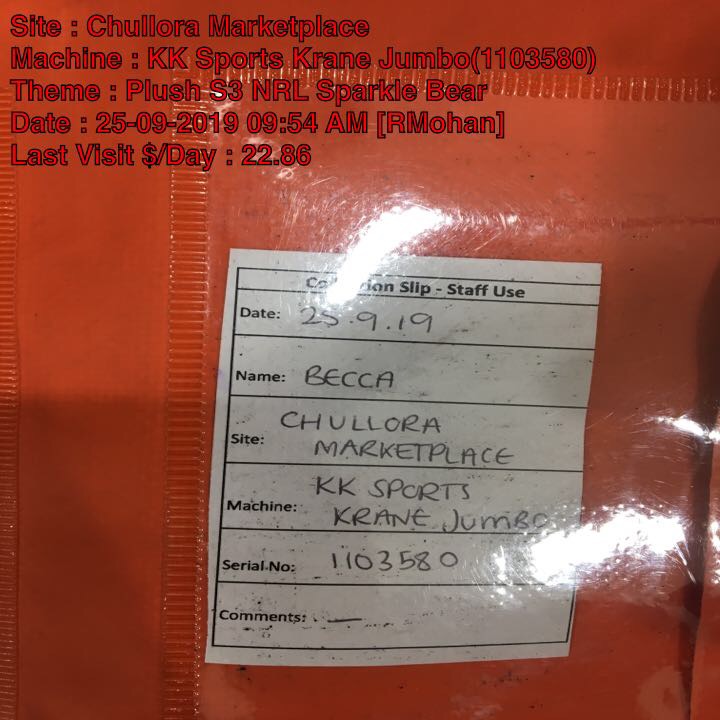 Site : Chullora Marketplace
Machine : KK Sports Krane Jumbo(1103580)
Theme : Plush S3 NRL Sparkle Bear
Date : 25-09-2019 09:54 AM [RMohan]
Last Visit $/Day : 22.86
Slip - Staff Use
Date: 25.9.19
Name: BECCA
Site: CHULLORA
MARKETPLACE
Machine: KK SPORTS
KRANE JUMBO
Serial No: 1103580
Comments: —